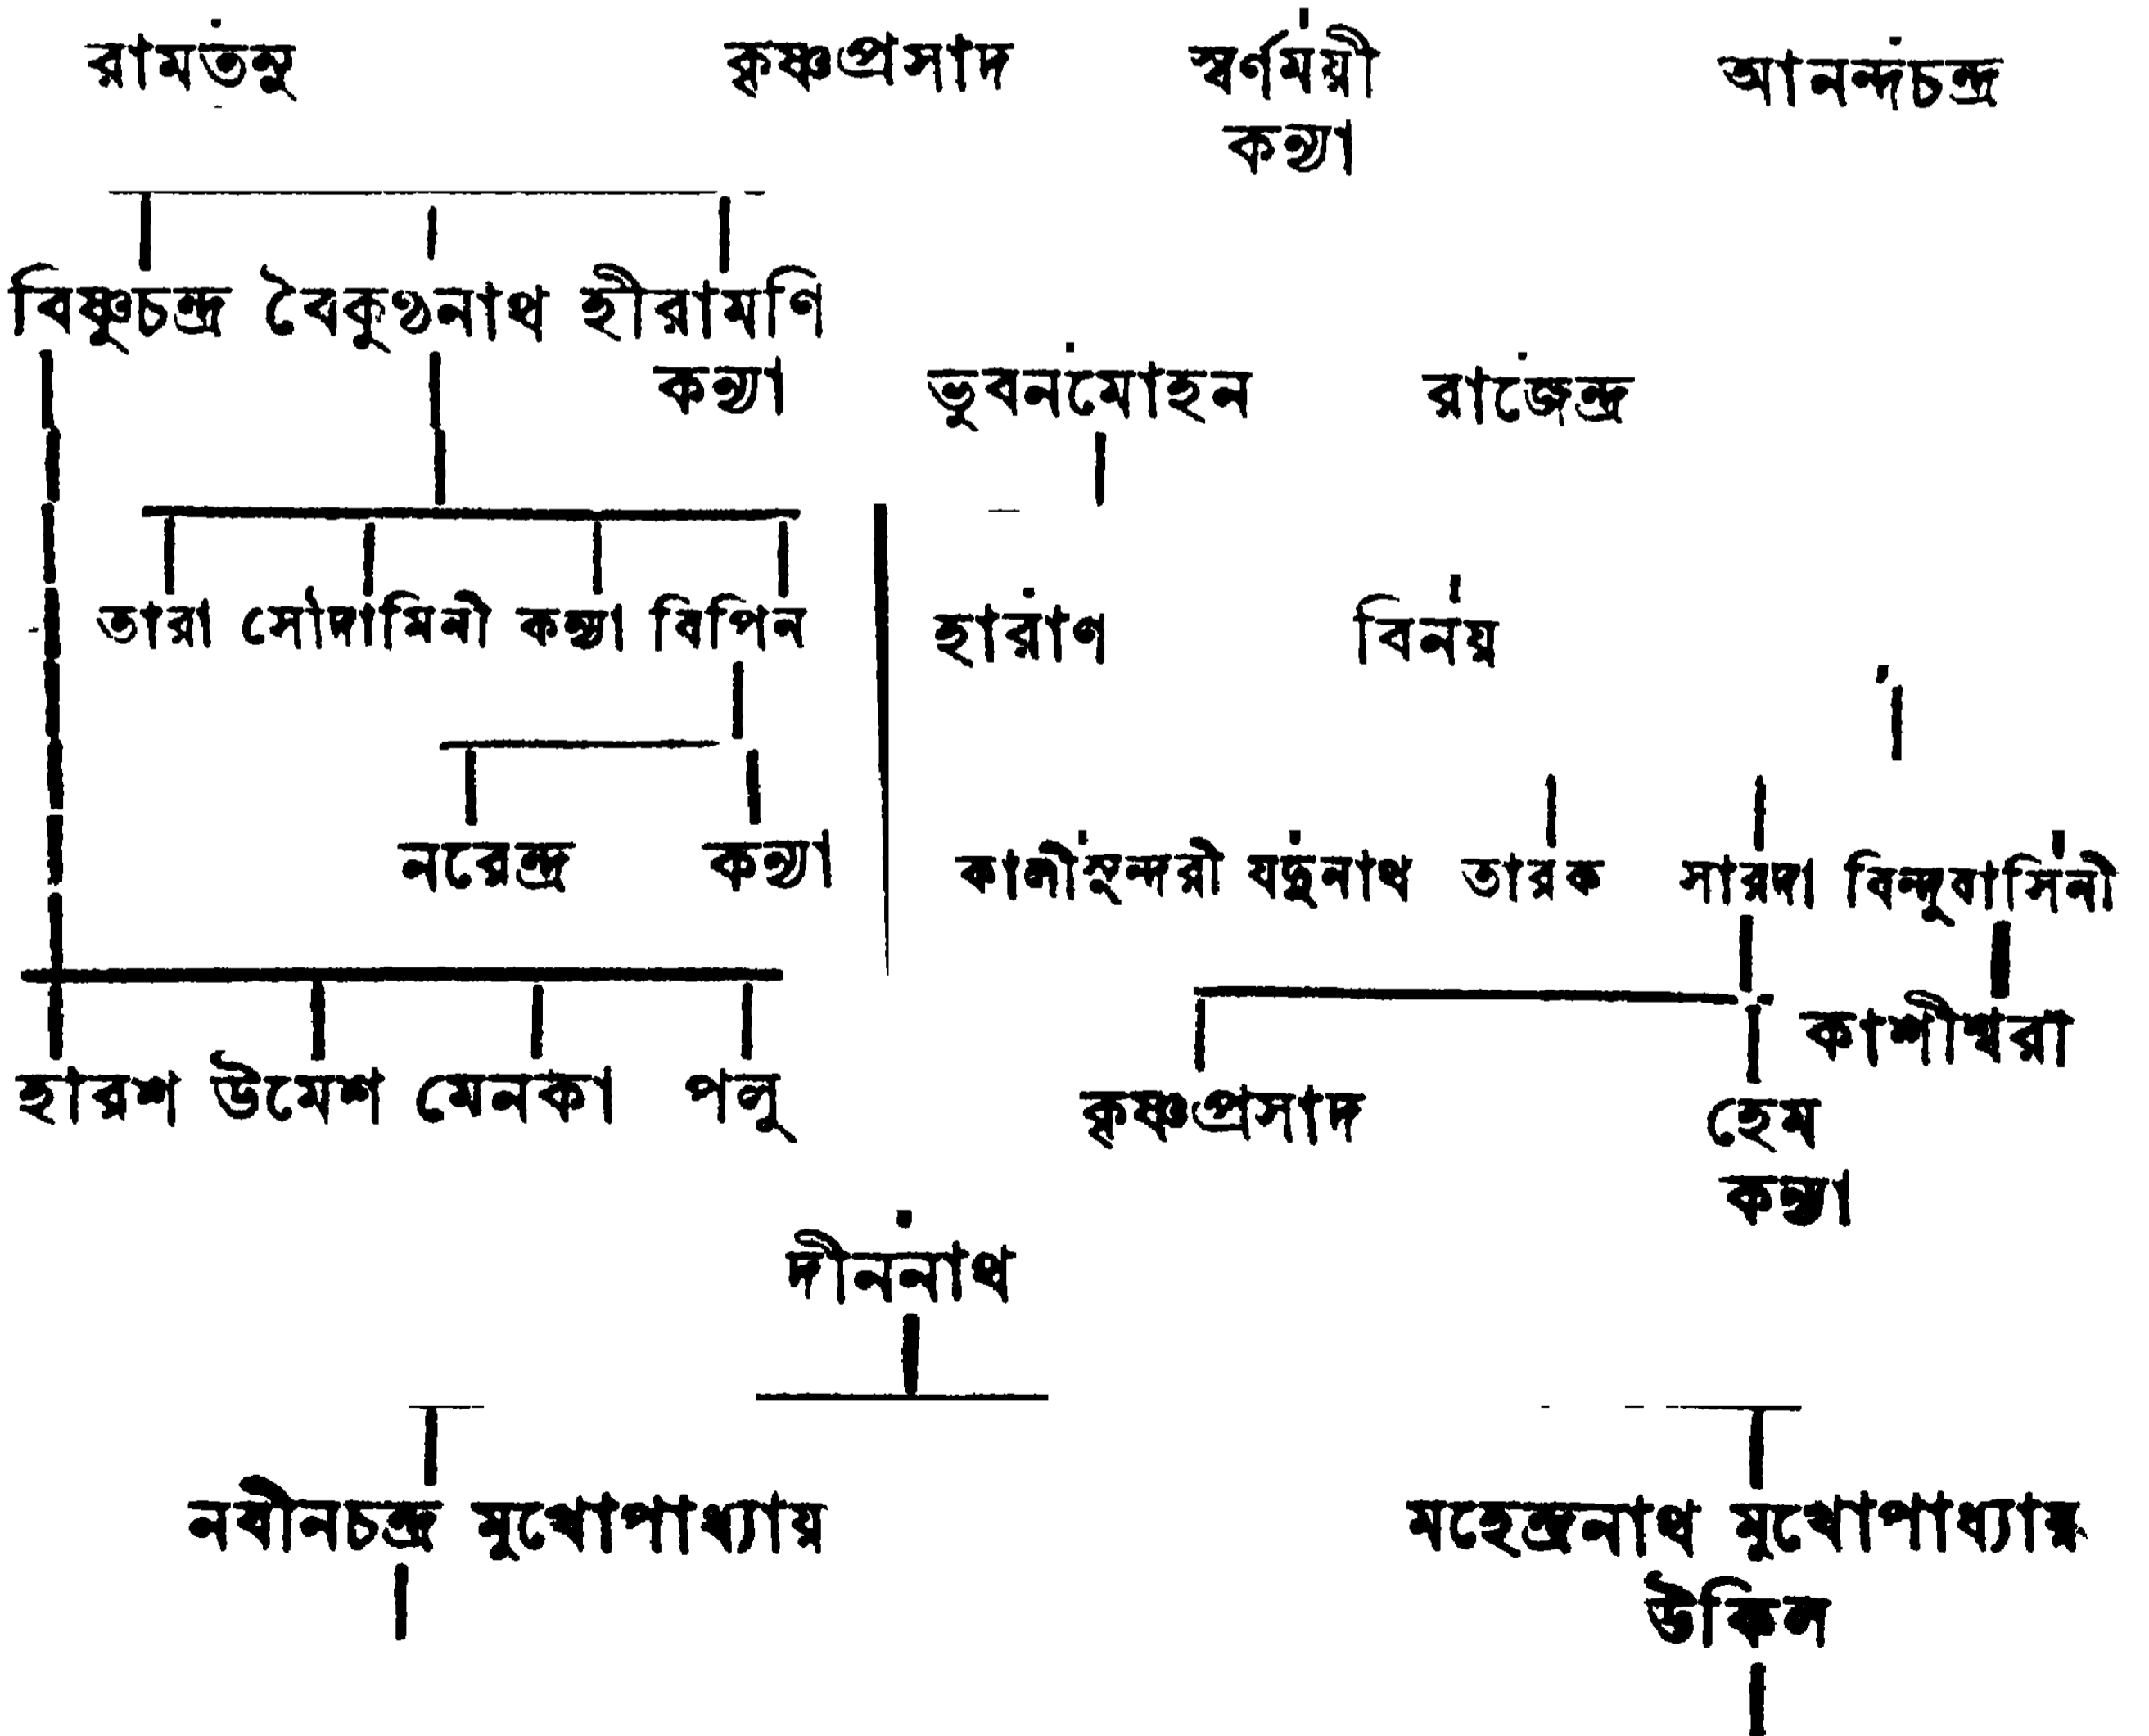 রামতনু কৃষ্ণপ্রসাদ স্বর্ণময়ী আনন্দচন্দ্র
কন্যা
বিষ্ণুচন্দ্র বৈকুণ্ঠনাথ হীরামণি
কন্যা ভুবনমোহন রাজেন্দ্র
তারা সৌদামিনী কন্যা বিপিন হারাণ বিনয়
নরেন্দ্র কন্যা কালীসুন্দরী যদুনাথ তারক সারদা বিন্দুবাসিনী
কাশীশ্বরা
হারশ উমেশ মেনকা পলু কৃষ্ণপ্রসাদ হেম
কন্যা
দীননাথ
নবীনচন্দ্র মুখোপাধ্যায় মহেন্দ্রনাথ মুখোপাধ্যায়
উকিল